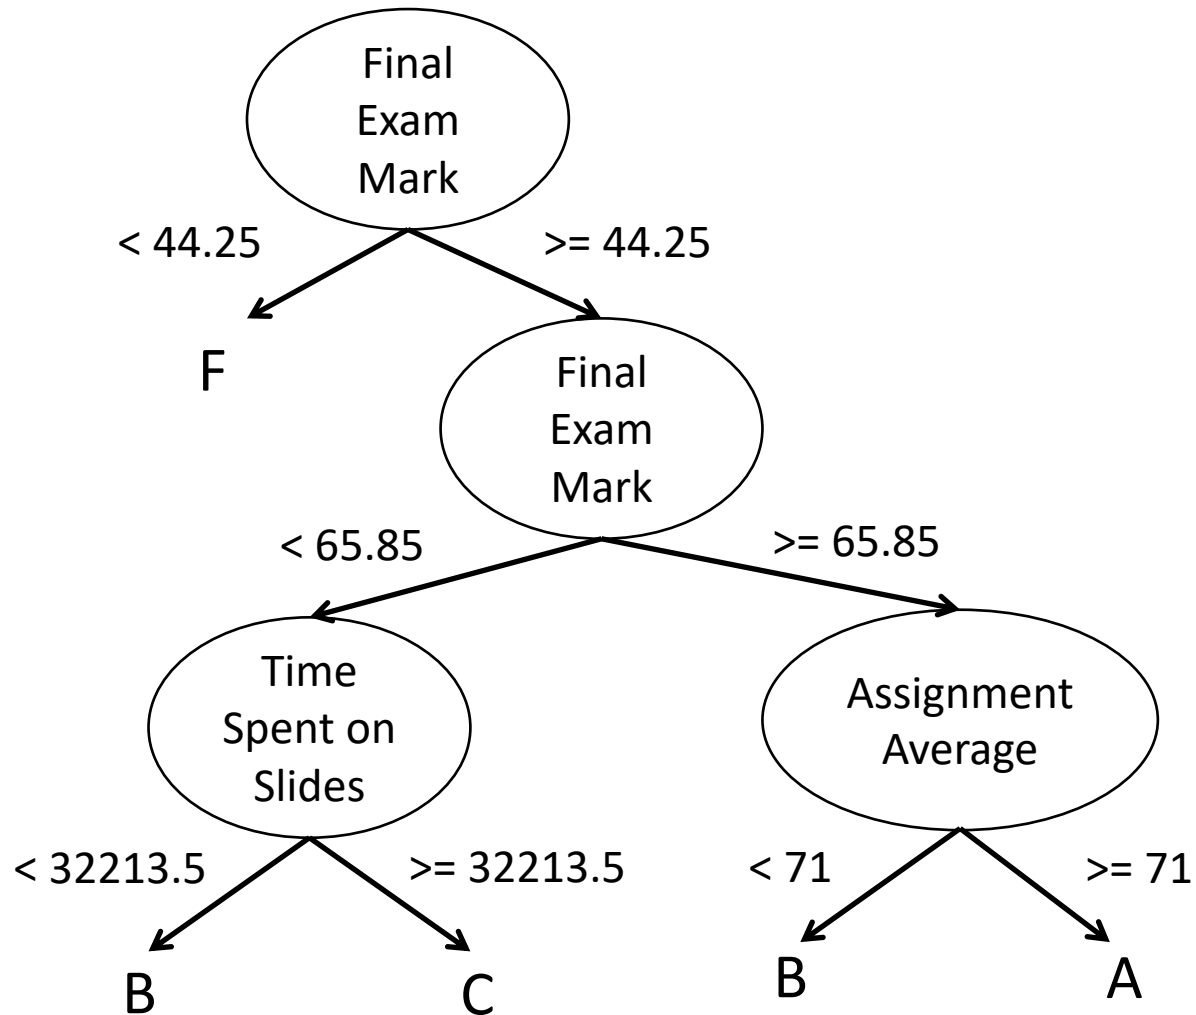 Final
Exam
Mark
< 44.25
>= 44.25
F
Final
Exam
Mark
< 65.85
>= 65.85
Time
Spent on
Slides
Assignment
Average
< 32213.5
>= 32213.5
< 71
>= 71
B
C
B
A